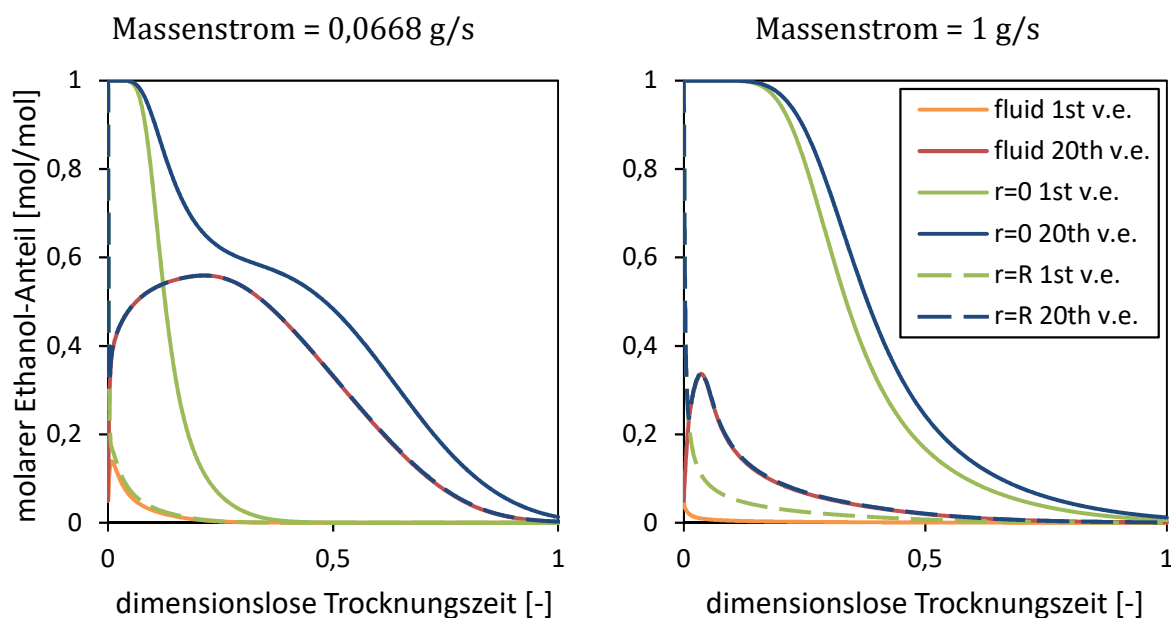 Massenstrom = 0,0668 g/s
Massenstrom = 1 g/s
molarer Ethanol-Anteil [mol/mol]
1
0,8
0,6
0,4
0,2
0
0
0,5
1
dimensionslose Trocknungszeit [-]
1
0,8
0,6
0,4
0,2
0
0
0,5
1
dimensionslose Trocknungszeit [-]
fluid 1st v.e.
fluid 20th v.e.
r=0 1st v.e.
r=0 20th v.e.
r=R 1st v.e.
r=R 20th v.e.